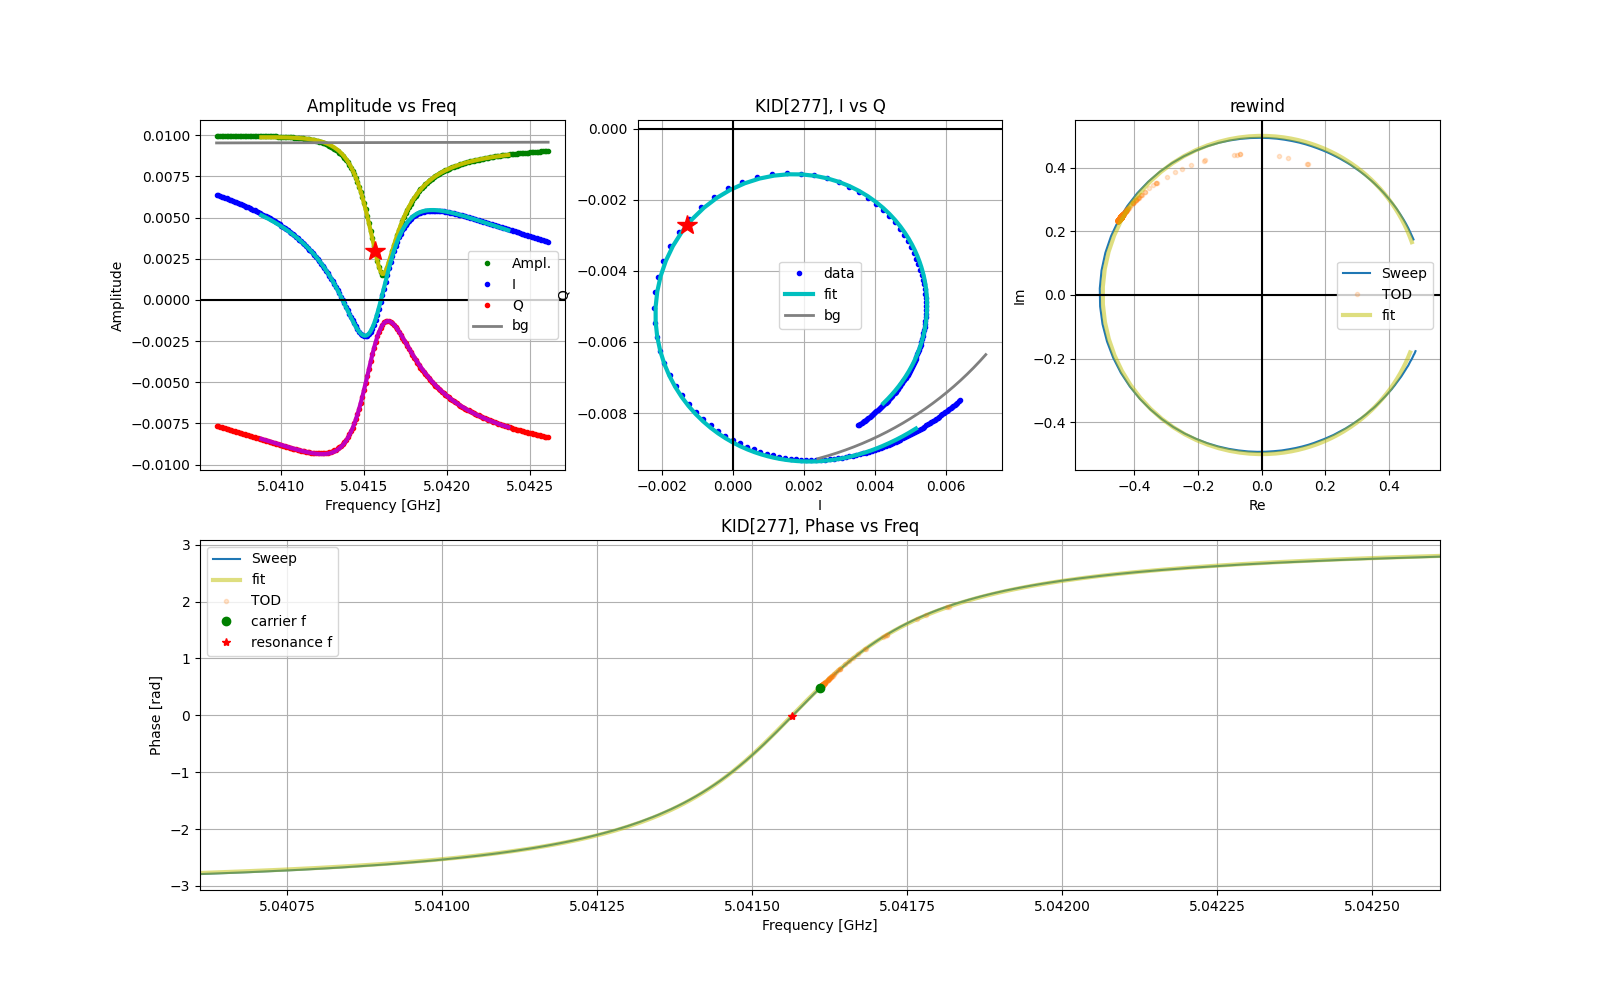 Amplitude vs Freq
0.0100
0.0075
0.0050
0.0025
0.0000
−0.0025
−0.0050
−0.0075
−0.0100
Amplitude
5.0410 5.0415 5.0420 5.0425
Frequency [GHz]
Ampl.
I
Q
bg
KID[277], I vs Q
0.000
−0.002
−0.004
−0.006
−0.008
Q
−0.002 0.000 0.002 0.004 0.006
I
data
fit
bg
rewind
0.4
0.2
0.0
−0.2
−0.4
Im
−0.4 −0.2 0.0 0.2 0.4
Re
Sweep
TOD
fit
KID[277], Phase vs Freq
3
2
1
0
−1
−2
−3
Phase [rad]
5.04075 5.04100 5.04125 5.04150 5.04175 5.04200 5.04225 5.04250
Frequency [GHz]
Sweep
fit
TOD
carrier f
resonance f